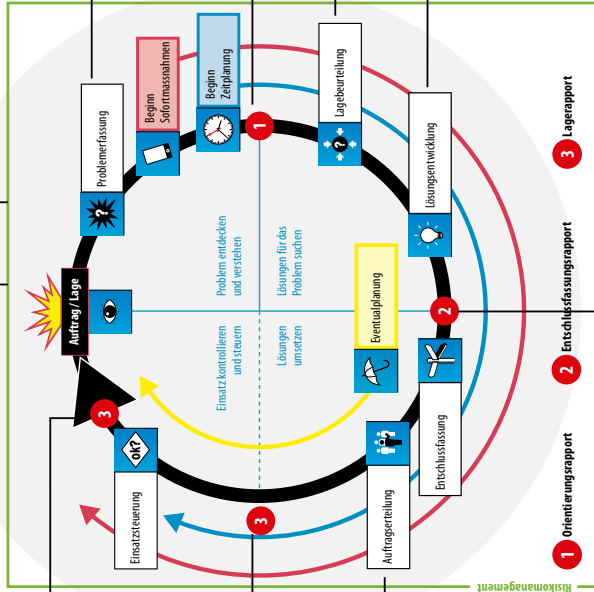 Auftrag / Lage
?
Problemerfassung
Beginn
Sofortmassnahmen
Beginn
Zeitplanung
1
?
Lagebeurteilung
Lösungsentwicklung
2
Entschlussfassung
Eventualplanung
Auftragserteilung
3
ok?
Einsatzsteuerung
3
Problem entdecken
und verstehen
Lösungen für das
Problem suchen
Lösungen
umsetzen
Einsatz kontrollieren
und steuern
1 Orientierungsrapport
2 Entschlussfassungsrapport
3 Lagerapport
Risikomanagement